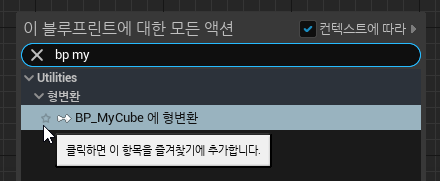 이 블루프린트에 대한 모든 액션
컨텍스트에 따라
bp my
Utilities
형변환
BP_MyCube 에 형변환
클릭하면 이 항목을 즐겨찾기에 추가합니다.